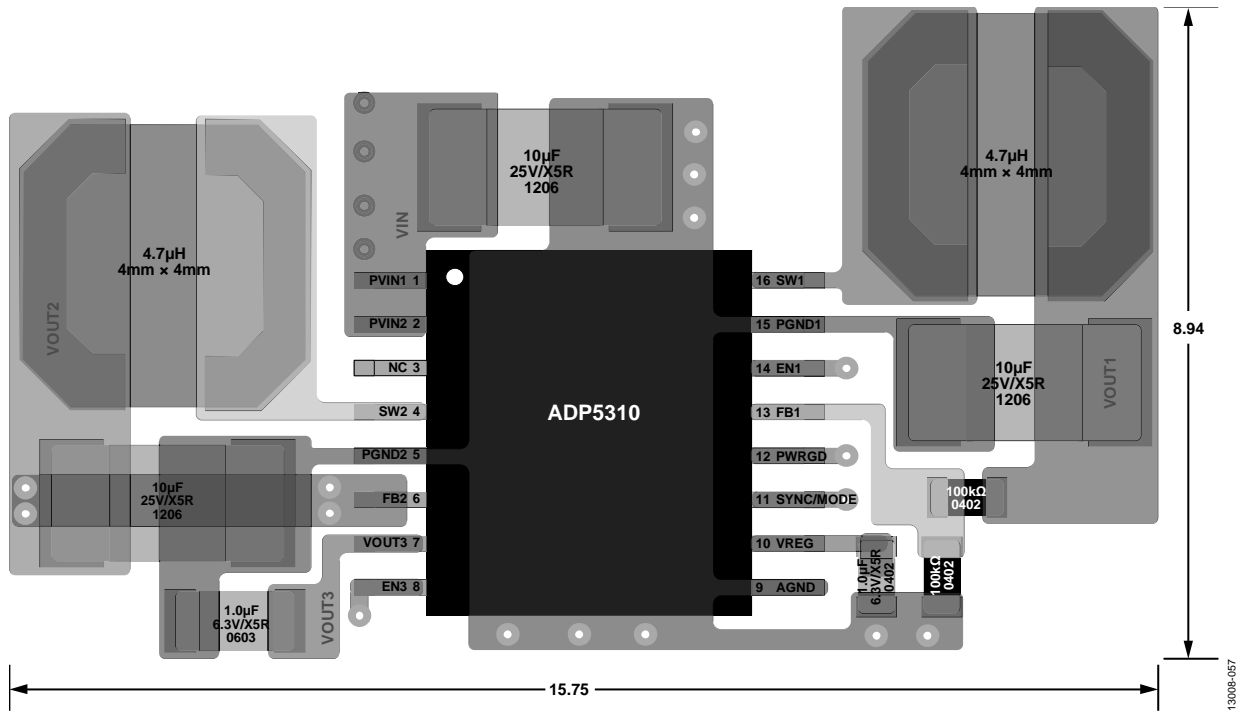 10µF
25V/X5R
1206
VIN
4.7µH
4mm × 4mm
4.7µH
4mm × 4mm
VOUT2
PVIN1 1
PVIN2 2
NC 3
SW2 4
PGND2 5
FB2 6
VOUT3 7
EN3 8
ADP5310
16 SW1
15 PGND1
14 EN1
13 FB1
12 PWRGD
11 SYNC/MODE
10 VREG
9 AGND
10µF
25V/X5R
1206
VOUT1
8.94
10µF
25V/X5R
1206
100kΩ
0402
1.0µF
6.3V/X5R
0402
100kΩ
0402
1.0µF
6.3V/X5R
0603
VOUT3
15.75
13008-057